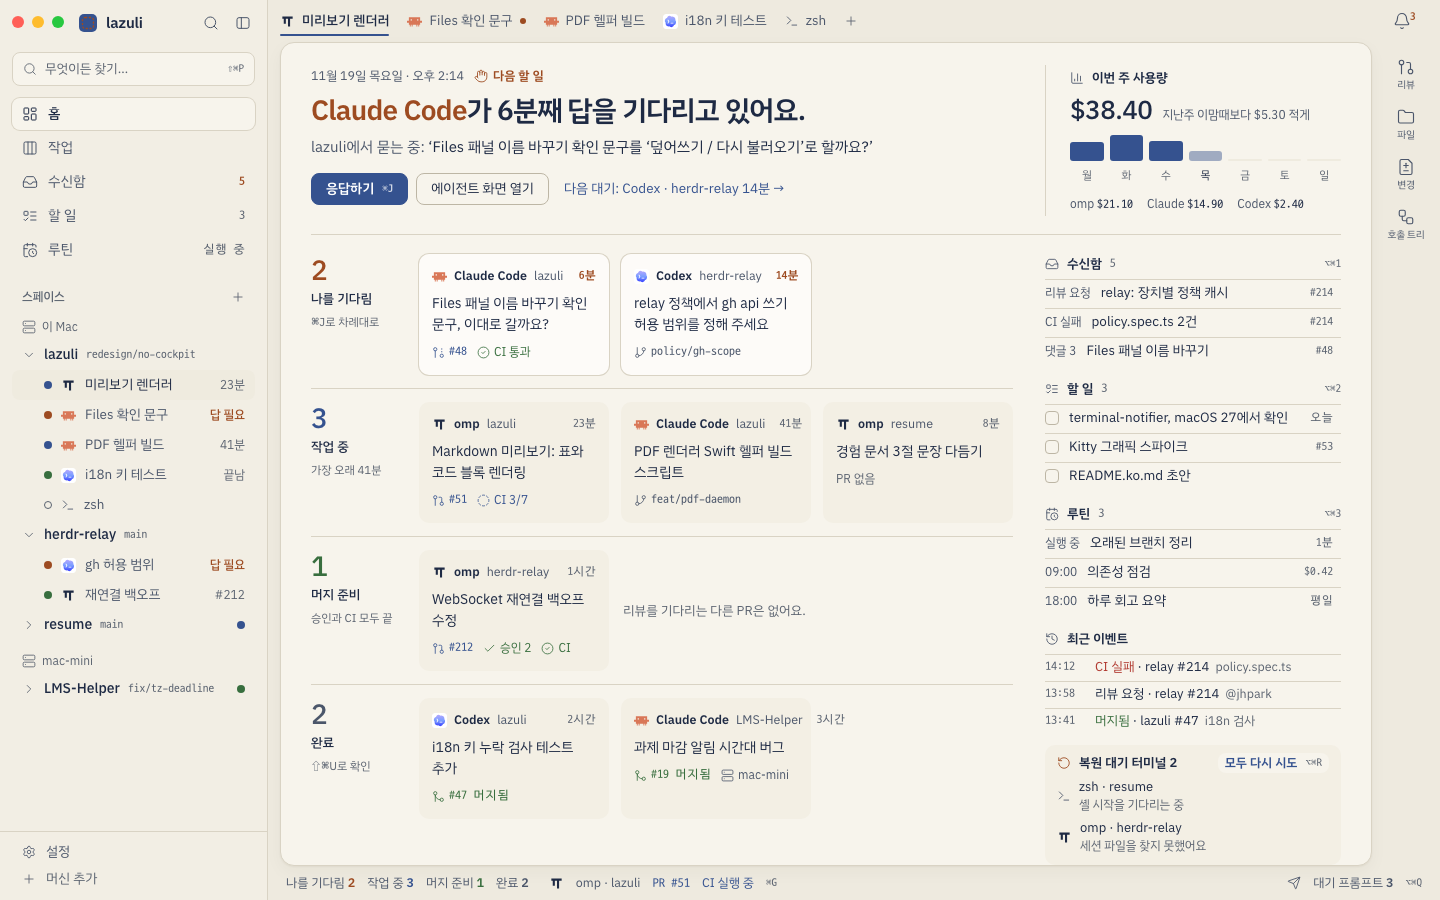 lazuli
무엇이든 찾기...
⇧⌘P
홈
작업
수신함 5
할 일 3
루틴 실행 중
스페이스
이 Mac
lazuli redesign/no-cockpit
미리보기 렌더러 23분
Files 확인 문구 답 필요
PDF 헬퍼 빌드 41분
i18n 키 테스트 끝남
zsh
herdr-relay main
gh 허용 범위 답 필요
재연결 백오프 #212
resume main
mac-mini
LMS-Helper fix/tz-deadline
설정
머신 추가
미리보기 렌더러
Files 확인 문구
PDF 헬퍼 빌드
i18n 키 테스트
zsh
3
11월 19일 목요일 · 오후 2:14 다음 할 일
Claude Code가 6분째 답을 기다리고 있어요.
lazuli에서 묻는 중: ‘Files 패널 이름 바꾸기 확인 문구를 ‘덮어쓰기 / 다시 불러오기’로 할까요?’
응답하기 ⌘J
에이전트 화면 열기
다음 대기: Codex · herdr-relay 14분 →
이번 주 사용량
$38.40 지난주 이맘때보다 $5.30 적게
월 화 수 목 금 토 일
omp $21.10 Claude $14.90 Codex $2.40
2
나를 기다림
⌘J로 차례대로
Claude Code lazuli 6분
Files 패널 이름 바꾸기 확인
문구, 이대로 갈까요?
#48 CI 통과
Codex herdr-relay 14분
relay 정책에서 gh api 쓰기
허용 범위를 정해 주세요
policy/gh-scope
3
작업 중
가장 오래 41분
omp lazuli 23분
Markdown 미리보기: 표와
코드 블록 렌더링
#51 CI 3/7
Claude Code lazuli 41분
PDF 렌더러 Swift 헬퍼 빌드
스크립트
feat/pdf-daemon
omp resume 8분
경험 문서 3절 문장 다듬기
PR 없음
1
머지 준비
승인과 CI 모두 끝
omp herdr-relay 1시간
WebSocket 재연결 백오프
수정
#212 승인 2 CI
리뷰를 기다리는 다른 PR은 없어요.
2
완료
⇧⌘U로 확인
Codex lazuli 2시간
i18n 키 누락 검사 테스트
추가
#47 머지됨
Claude Code LMS-Helper 3시간
과제 마감 알림 시간대 버그
#19 머지됨 mac-mini
수신함 5 ⌥⌘1
리뷰 요청 relay: 장치별 정책 캐시 #214
CI 실패 policy.spec.ts 2건 #214
댓글 3 Files 패널 이름 바꾸기 #48
할 일 3 ⌥⌘2
terminal-notifier, macOS 27에서 확인 오늘
Kitty 그래픽 스파이크 #53
README.ko.md 초안
루틴 3 ⌥⌘3
실행 중 오래된 브랜치 정리 1분
09:00 의존성 점검 $0.42
18:00 하루 회고 요약 평일
최근 이벤트
14:12 CI 실패 · relay #214 policy.spec.ts
13:58 리뷰 요청 · relay #214 @jhpark
13:41 머지됨 · lazuli #47 i18n 검사
복원 대기 터미널 2 모두 다시 시도 ⌥⌘R
zsh · resume
셸 시작을 기다리는 중
omp · herdr-relay
세션 파일을 찾지 못했어요
리뷰
파일
변경
호출 트리
나를 기다림 2 작업 중 3 머지 준비 1 완료 2 omp · lazuli PR #51 CI 실행 중 ⌘G
대기 프롬프트 3 ⌥⌘Q